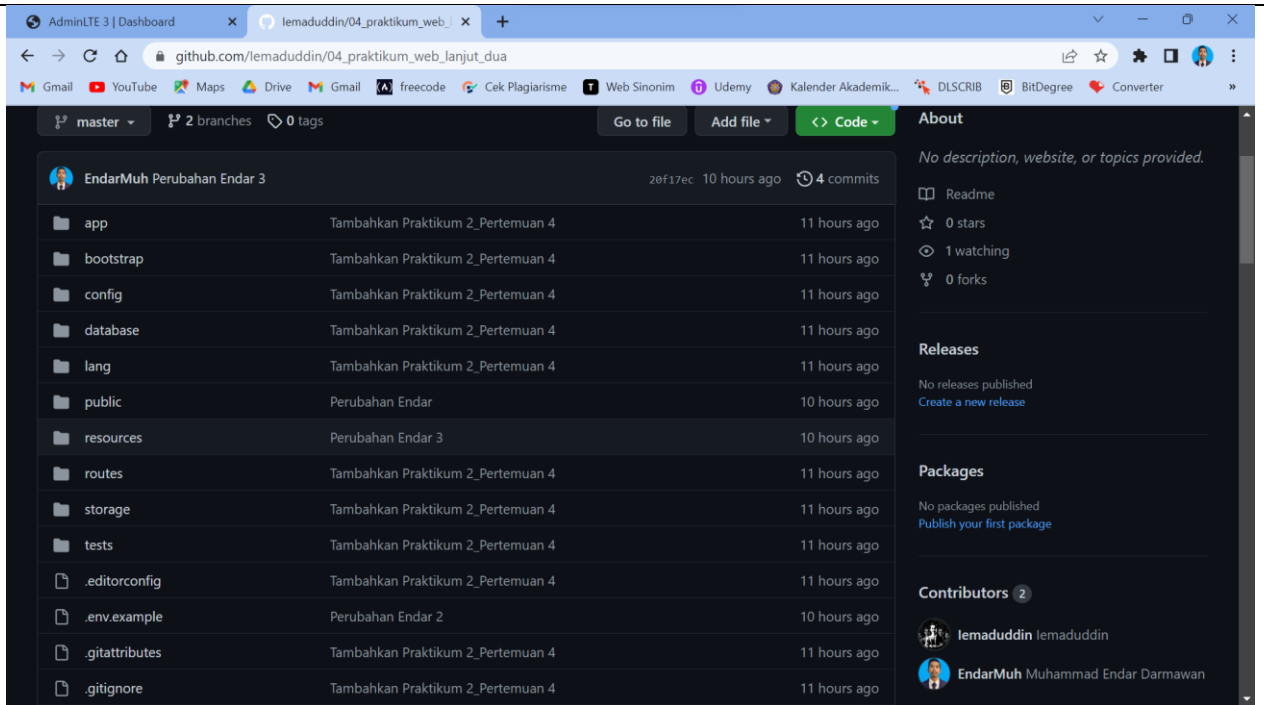 AdminLTE 3 | Dashboard
lemaduddin/04_praktikum_web_l
github.com/lemaduddin/04_praktikum_web_lanjut_dua
Gmail YouTube Maps Drive Gmail freecode Cek Plagiarisme Web Sinonim Udemy Kalender Akademik... DLSCRIB BitDegree Converter »
master 2 branches 0 tags Go to file Add file <> Code
EndarMuh Perubahan Endar 3 20f17ec 10 hours ago 4 commits
app Tambahkan Praktikum 2_Pertemuan 4 11 hours ago
bootstrap Tambahkan Praktikum 2_Pertemuan 4 11 hours ago
config Tambahkan Praktikum 2_Pertemuan 4 11 hours ago
database Tambahkan Praktikum 2_Pertemuan 4 11 hours ago
lang Tambahkan Praktikum 2_Pertemuan 4 11 hours ago
public Perubahan Endar 10 hours ago
resources Perubahan Endar 3 10 hours ago
routes Tambahkan Praktikum 2_Pertemuan 4 11 hours ago
storage Tambahkan Praktikum 2_Pertemuan 4 11 hours ago
tests Tambahkan Praktikum 2_Pertemuan 4 11 hours ago
.editorconfig Tambahkan Praktikum 2_Pertemuan 4 11 hours ago
.env.example Perubahan Endar 2 10 hours ago
.gitattributes Tambahkan Praktikum 2_Pertemuan 4 11 hours ago
.gitignore Tambahkan Praktikum 2_Pertemuan 4 11 hours ago
About
No description, website, or topics provided.
Readme
0 stars
1 watching
0 forks
Releases
No releases published
Create a new release
Packages
No packages published
Publish your first package
Contributors 2
lemaduddin lemaduddin
EndarMuh Muhammad Endar Darmawan